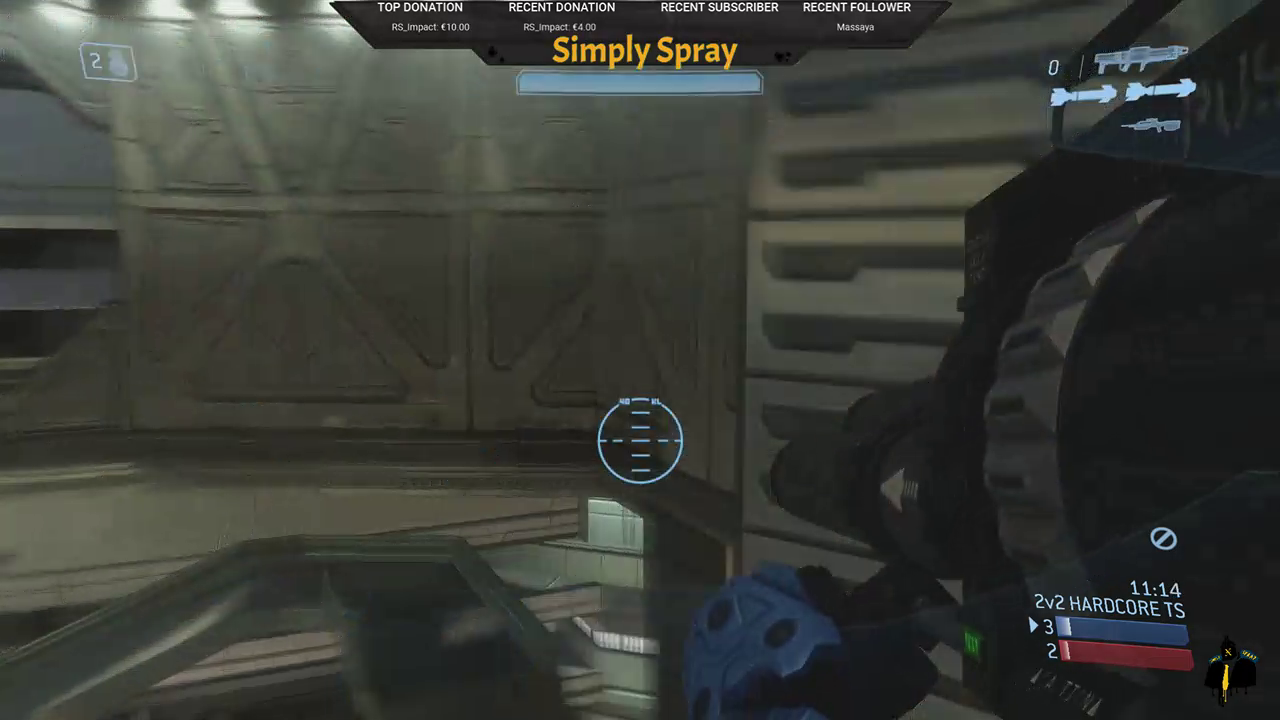 TOP DONATION RECENT DONATION RECENT SUBSCRIBER RECENT FOLLOWER
RS_Impact: €10.00 RS_Impact: €4.00 Massaya
Simply Spray
2
0
11:14
2v2 HARDCORE TS
3
2